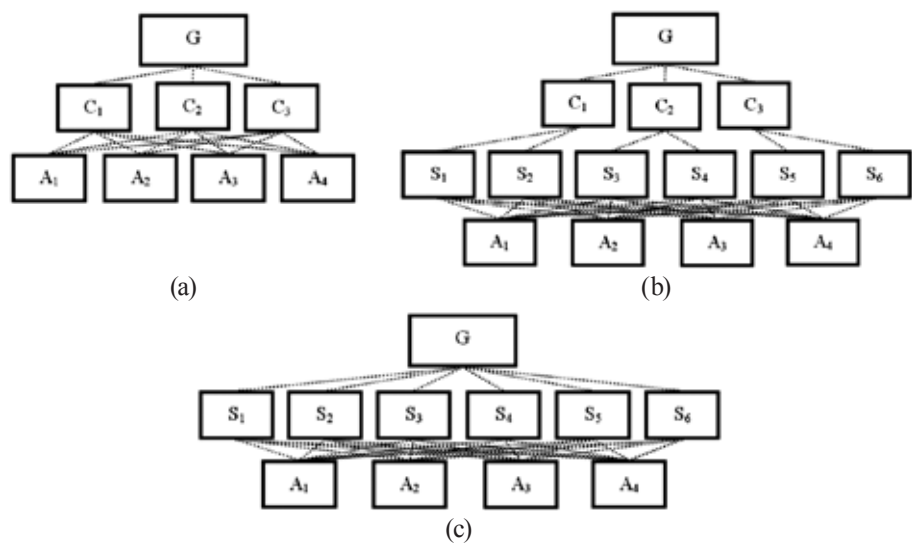 G
C₁ C₂ C₃
A₁ A₂ A₃ A₄
(a)
G
C₁ C₂ C₃
S₁ S₂ S₃ S₄ S₅ S₆
A₁ A₂ A₃ A₄
(b)
G
S₁ S₂ S₃ S₄ S₅ S₆
A₁ A₂ A₃ A₄
(c)